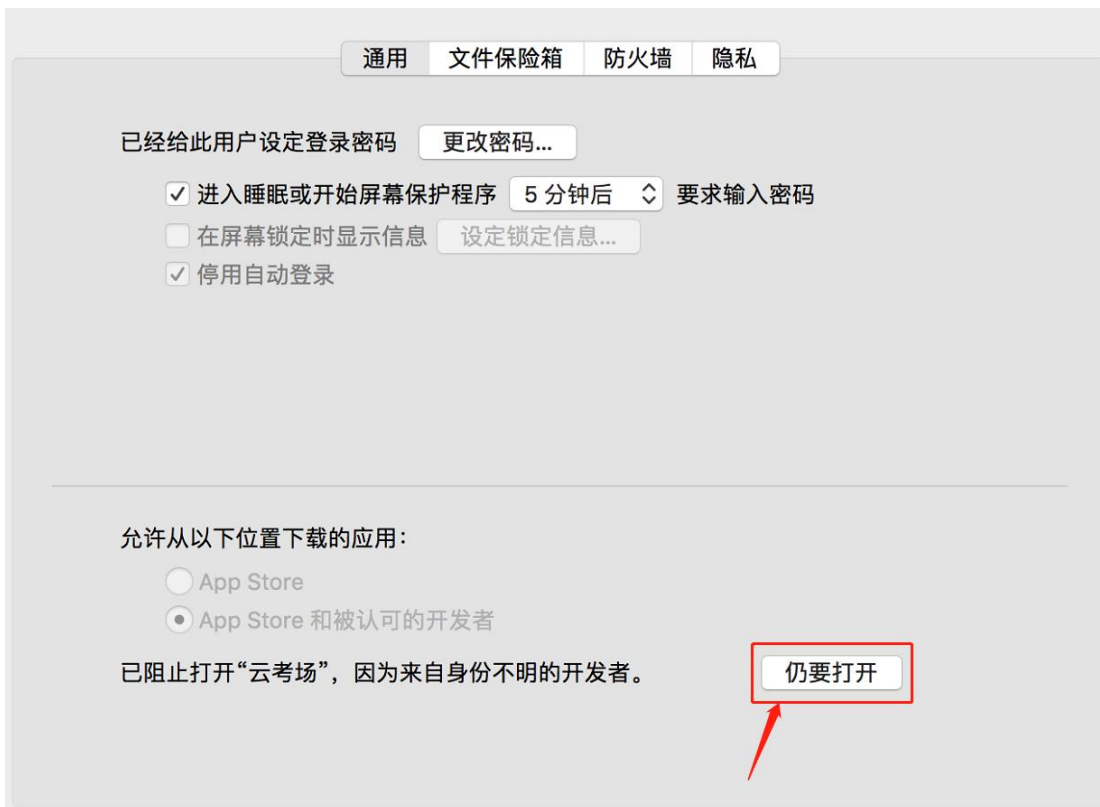 通用 文件保险箱 防火墙 隐私
已经给此用户设定登录密码 更改密码...
进入睡眠或开始屏幕保护程序 5 分钟后 要求输入密码
在屏幕锁定时显示信息 设定锁定信息...
停用自动登录
允许从以下位置下载的应用：
App Store
App Store 和被认可的开发者
已阻止打开“云考场”，因为来自身份不明的开发者。 仍要打开